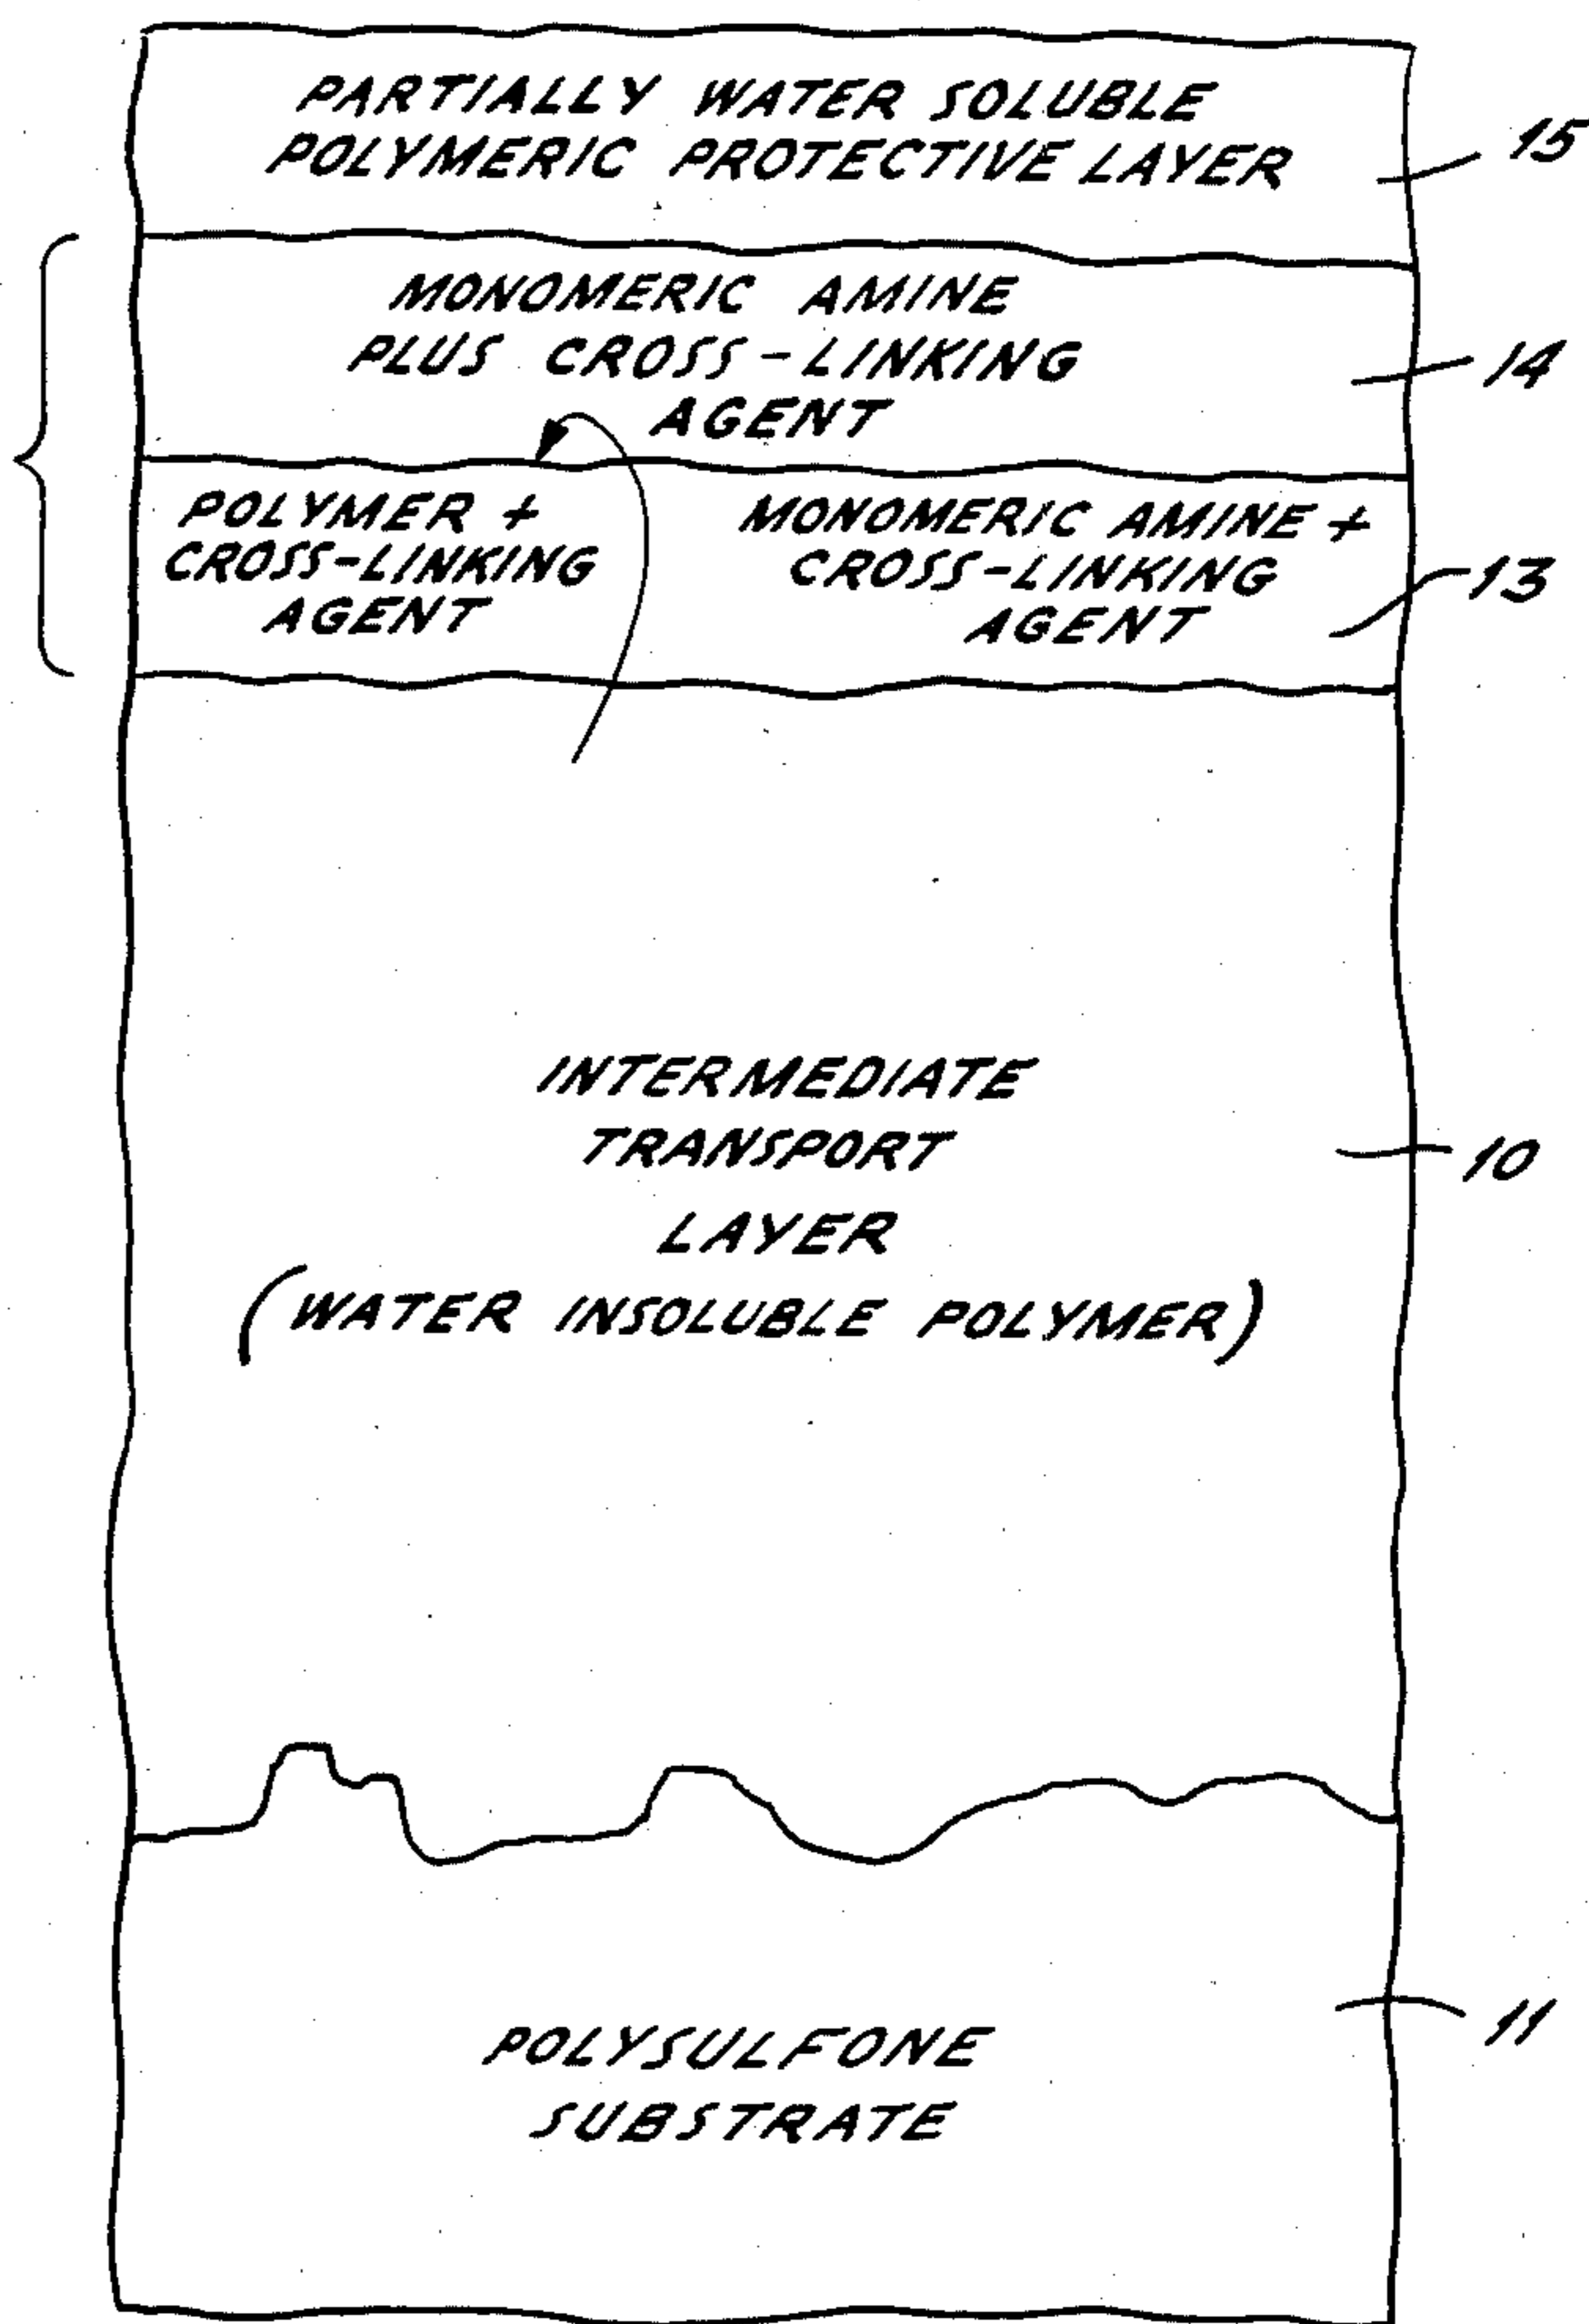 PARTIALLY WATER SOLUBLE
POLYMERIC PROTECTIVE LAYER
15
MONOMERIC AMINE
PLUS CROSS-LINKING
AGENT
14
POLYMER +
CROSS-LINKING
AGENT
MONOMERIC AMINE +
CROSS-LINKING
AGENT
13
INTERMEDIATE
TRANSPORT
LAYER
(WATER INSOLUBLE POLYMER)
10
POLYSULFONE
SUBSTRATE
11